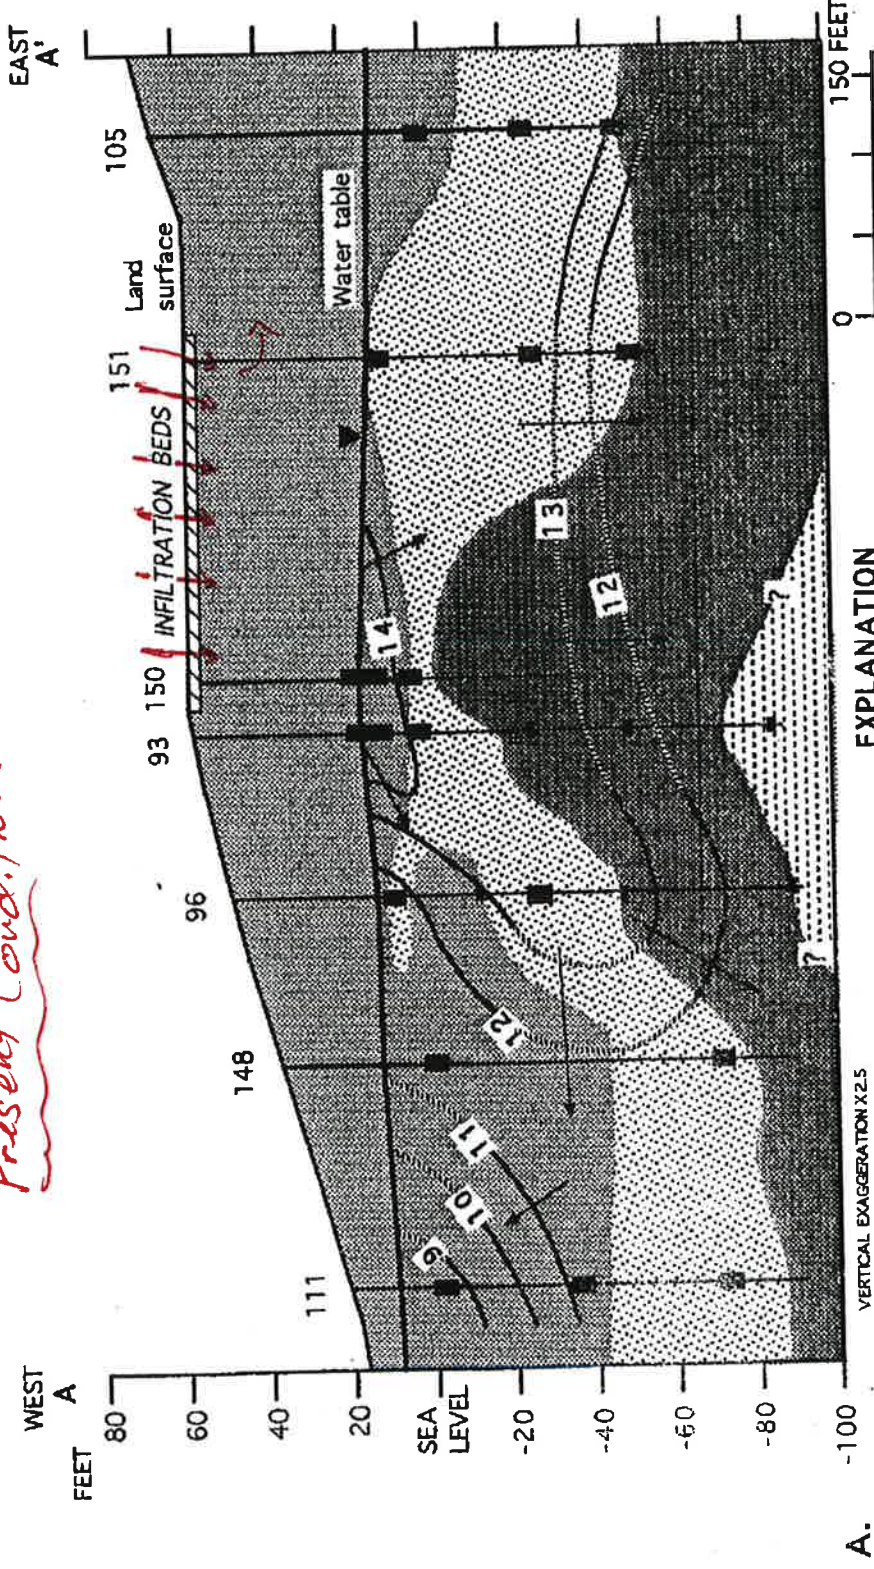 Present Condition
WEST
A
EAST
A'
FEET
80
60
40
20
SEA
LEVEL
-20
-40
-60
-80
-100
111
148
96
93
150
INFILTRATION BEDS
151
Land
surface
105
Water table
9
10
11
12
14
13
12
?
?
A.
VERTICAL EXAGGERATION X 2.5
EXPLANATION
0
150 FEET